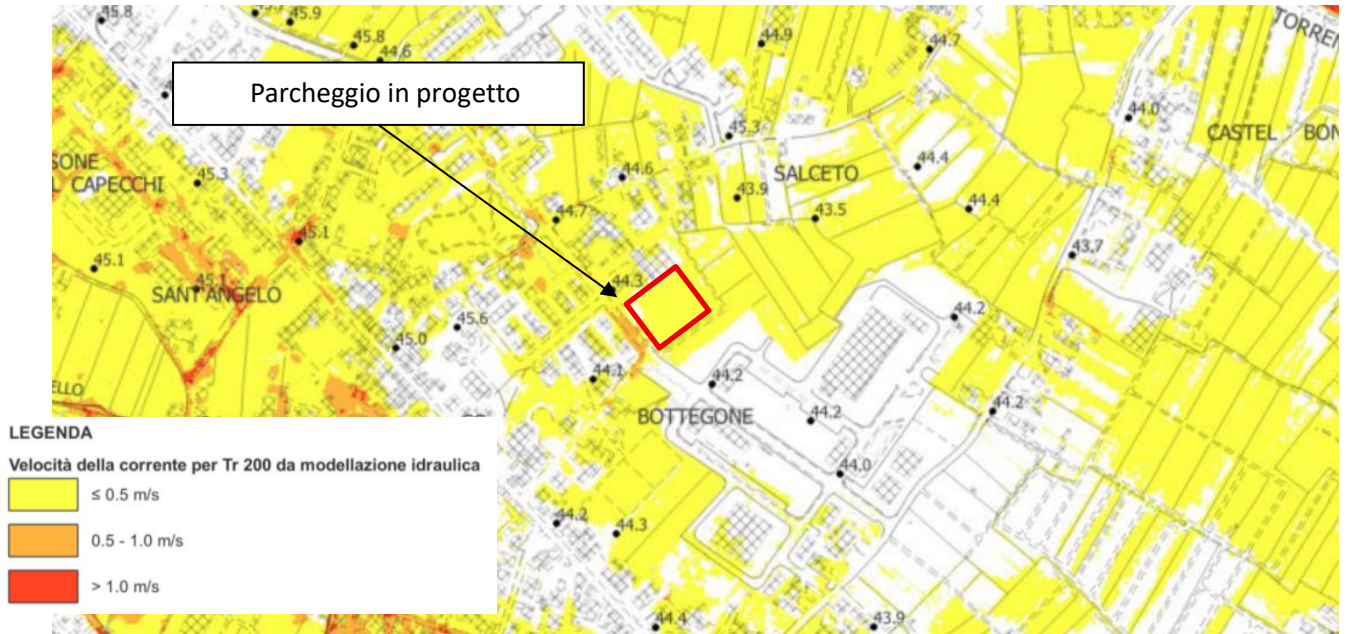 45.8
45.9
45.8
44.6
44.9
44.7
TORREN
Parcheggio in progetto
44.0
CASTEL BON
45.3
SONE
L CAPECCHI
45.3
44.6
SALCETO
44.4
43.9
43.5
44.4
44.7
45.1
43.7
45.1
45.1
SANT'ANGELO
44.3
44.2
45.6
45.0
ELLO
44.1
44.2
BOTTEGONE
44.2
44.2
44.0
LEGENDA
Velocità della corrente per Tr 200 da modellazione idraulica
≤ 0.5 m/s
0.5 - 1.0 m/s
> 1.0 m/s
44.2
44.3
44.4
43.9